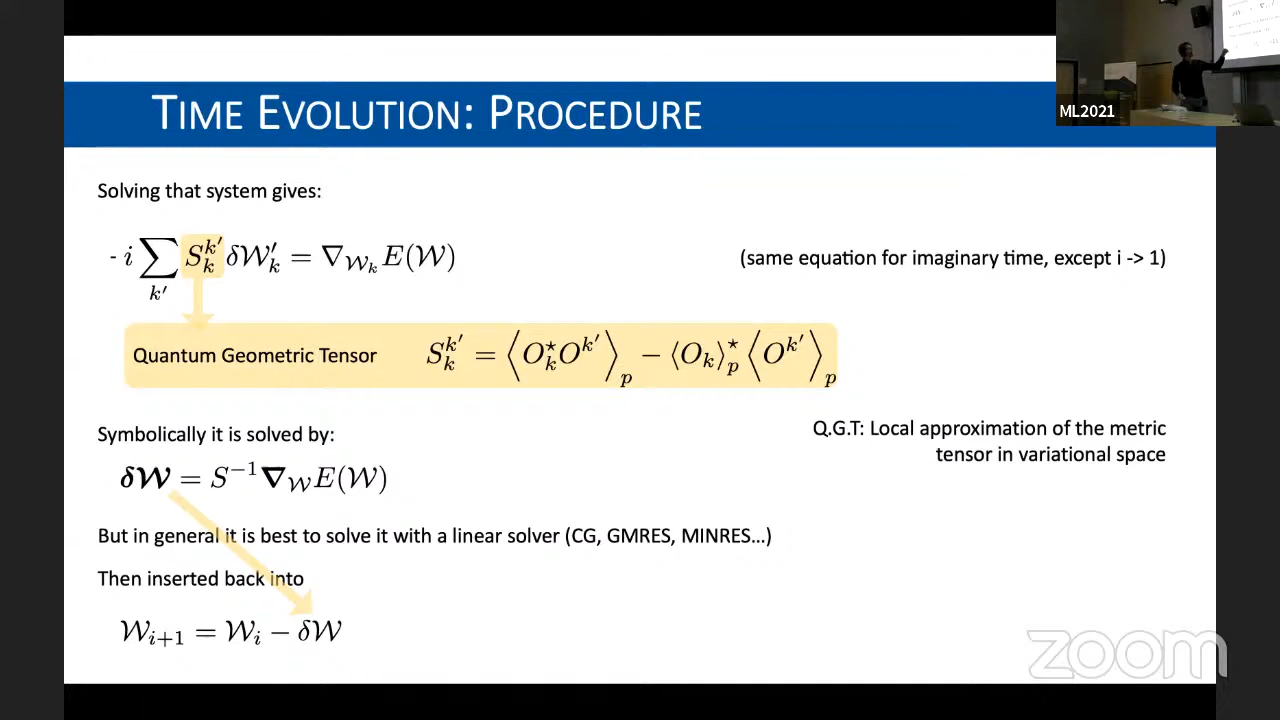 TIME EVOLUTION: PROCEDURE
ML2021
Solving that system gives:
- i ∑_{k'} S_k^{k'} δ𝒲'_k = ∇_{𝒲_k} E(𝒲)
(same equation for imaginary time, except i -> 1)
Quantum Geometric Tensor S_k^{k'} = ⟨O_k^⋆ O^{k'}⟩_p − ⟨O_k⟩_p^⋆ ⟨O^{k'}⟩_p
Symbolically it is solved by:
Q.G.T: Local approximation of the metric
tensor in variational space
δ𝒲 = S^{−1} ∇_𝒲 E(𝒲)
But in general it is best to solve it with a linear solver (CG, GMRES, MINRES...)
Then inserted back into
𝒲_{i+1} = 𝒲_i − δ𝒲
zoom